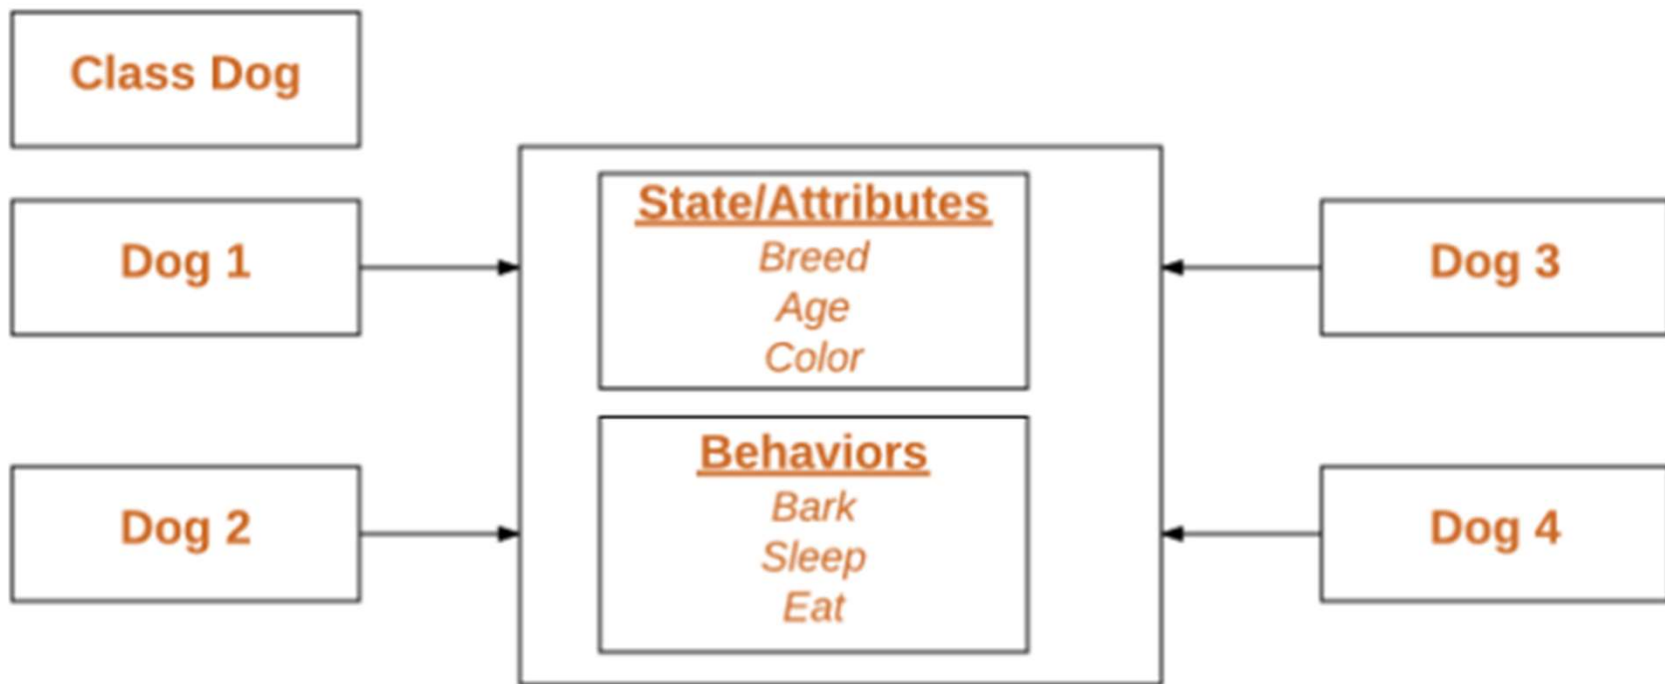 Class Dog
Dog 1
Dog 2
State/Attributes
Breed
Age
Color
Behaviors
Bark
Sleep
Eat
Dog 3
Dog 4